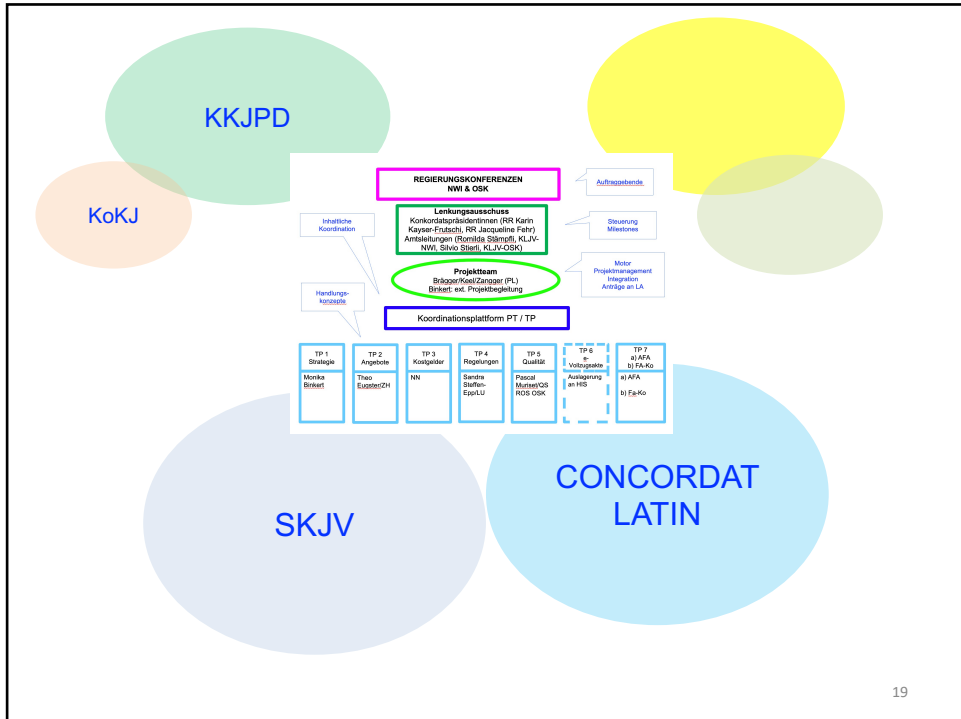 KKJPD
KoKJ
REGIERUNGSKONFERENZEN
NWI & OSK
Auftraggebende
Lenkungsausschuss
Konkordatspräsidentinnen (RR Karin
Kayser-Frutschi, RR Jacqueline Fehr)
Amtsleitungen (Romilda Stämpfli, KLJV-
NWI, Silvio Stierli, KLJV-OSK)
Inhaltliche
Koordination
Steuerung
Milestones
Projektteam
Brägger/Keel/Zangger (PL)
Binkert: ext. Projektbegleitung
Motor
Projektmanagement
Integration
Anträge an LA
Handlungs-
konzepte
Koordinationsplattform PT / TP
TP 1
Strategie
Monika
Binkert
TP 2
Angebote
Theo
Eugster/ZH
TP 3
Kostgelder
NN
TP 4
Regelungen
Sandra
Steffen-
Epp/LU
TP 5
Qualität
Pascal
Muriset/QS
ROS OSK
TP 6
e-
Vollzugsakte
Auslagerung
an HIS
TP 7
a) AFA
b) FA-Ko
a) AFA
b) Fa-Ko
SKJV
CONCORDAT
LATIN
19